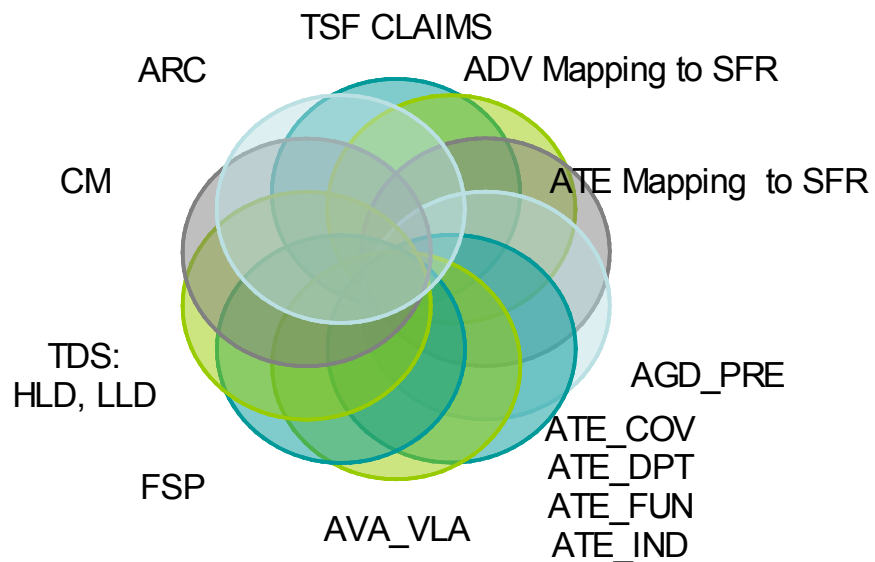 TSF CLAIMS
ARC
ADV Mapping to SFR
CM
ATE Mapping to SFR
TDS:
HLD, LLD
AGD_PRE
ATE_COV
ATE_DPT
ATE_FUN
ATE_IND
FSP
AVA_VLA